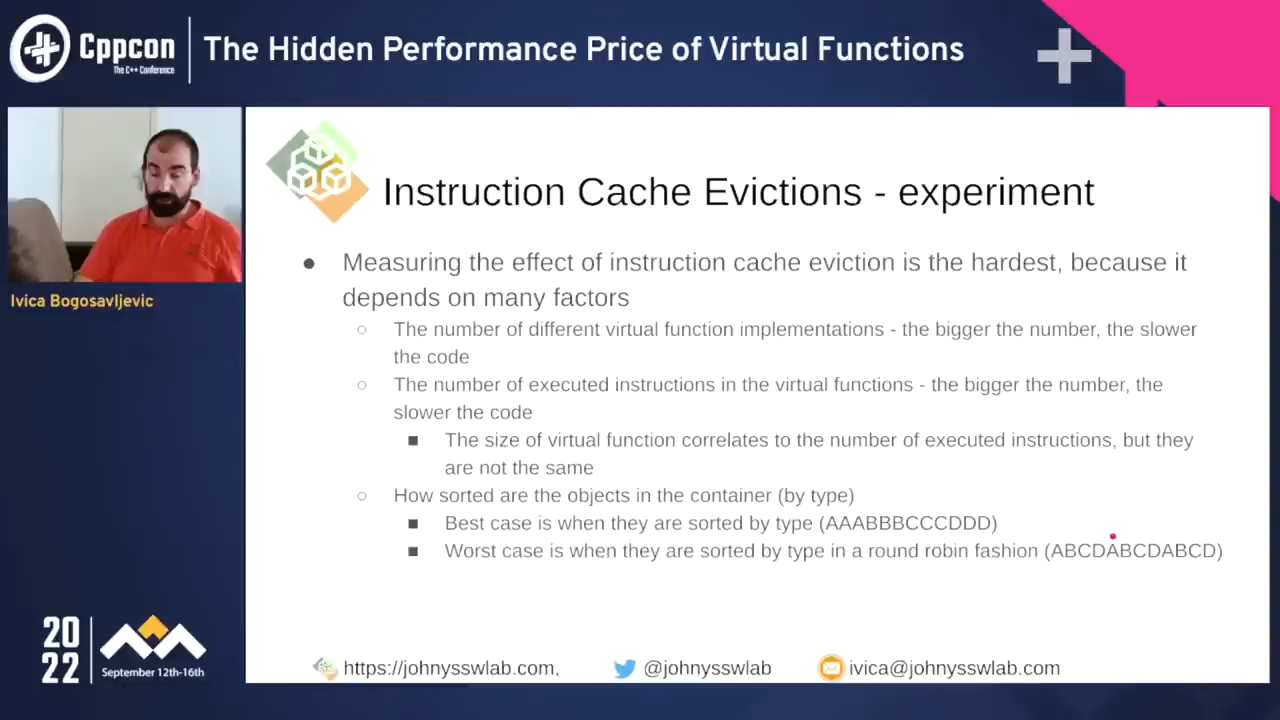 Cppcon
The C++ Conference
The Hidden Performance Price of Virtual Functions
Ivica Bogosavljevic
Instruction Cache Evictions - experiment
● Measuring the effect of instruction cache eviction is the hardest, because it
depends on many factors
○ The number of different virtual function implementations - the bigger the number, the slower
the code
○ The number of executed instructions in the virtual functions - the bigger the number, the
slower the code
■ The size of virtual function correlates to the number of executed instructions, but they
are not the same
○ How sorted are the objects in the container (by type)
■ Best case is when they are sorted by type (AAABBBCCCDDD)
■ Worst case is when they are sorted by type in a round robin fashion (ABCDABCDABCD)
20
22
September 12th-16th
https://johnysswlab.com, @johnysswlab ivica@johnysswlab.com